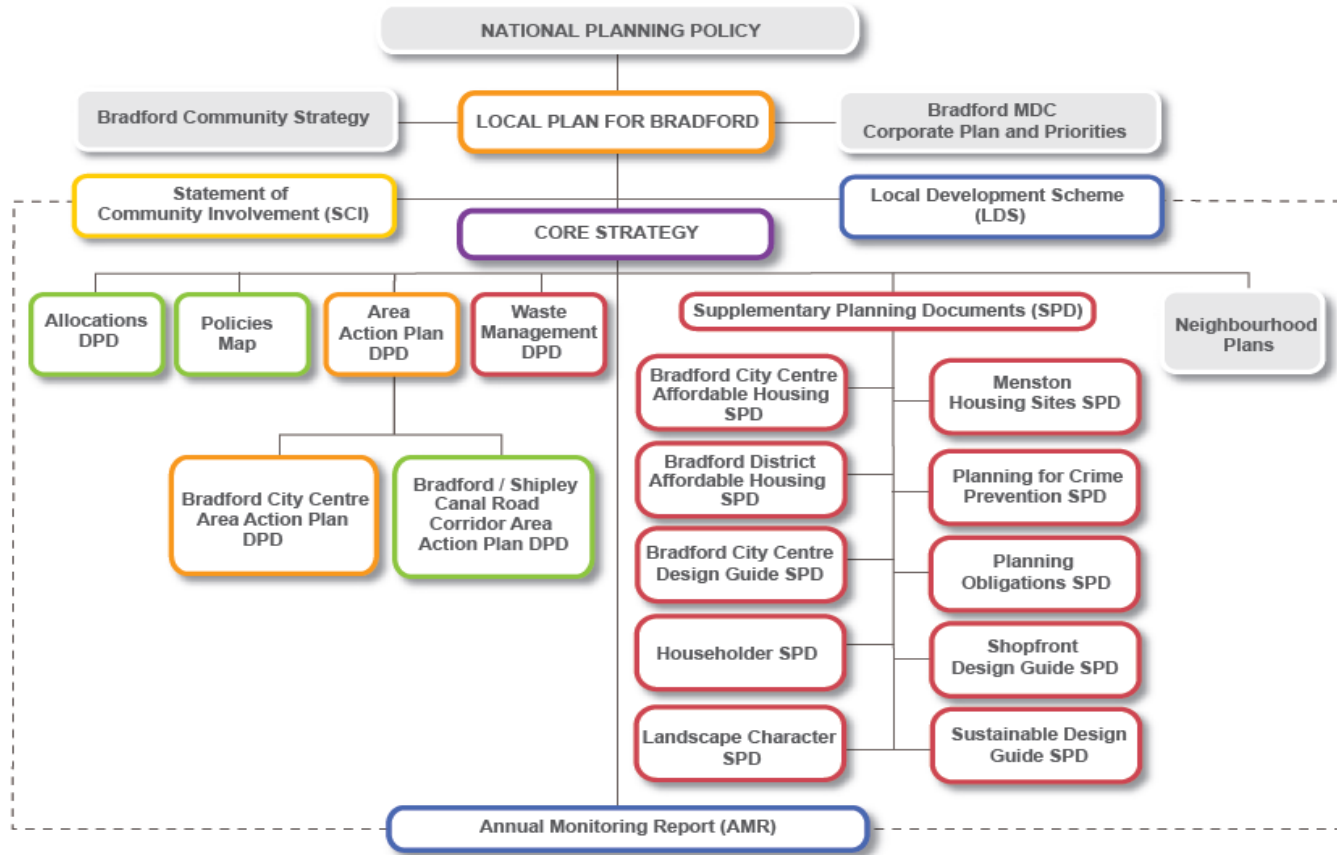 NATIONAL PLANNING POLICY
Bradford Community Strategy
LOCAL PLAN FOR BRADFORD
Bradford MDC
Corporate Plan and Priorities
Statement of
Community Involvement (SCI)
Local Development Scheme
(LDS)
CORE STRATEGY
Allocations
DPD
Policies
Map
Area
Action Plan
DPD
Waste
Management
DPD
Supplementary Planning Documents (SPD)
Neighbourhood
Plans
Bradford City Centre
Area Action Plan
DPD
Bradford / Shipley
Canal Road
Corridor Area
Action Plan DPD
Bradford City Centre
Affordable Housing
SPD
Menston
Housing Sites SPD
Bradford District
Affordable Housing
SPD
Planning for Crime
Prevention SPD
Bradford City Centre
Design Guide SPD
Planning
Obligations SPD
Householder SPD
Shopfront
Design Guide SPD
Landscape Character
SPD
Sustainable Design
Guide SPD
Annual Monitoring Report (AMR)